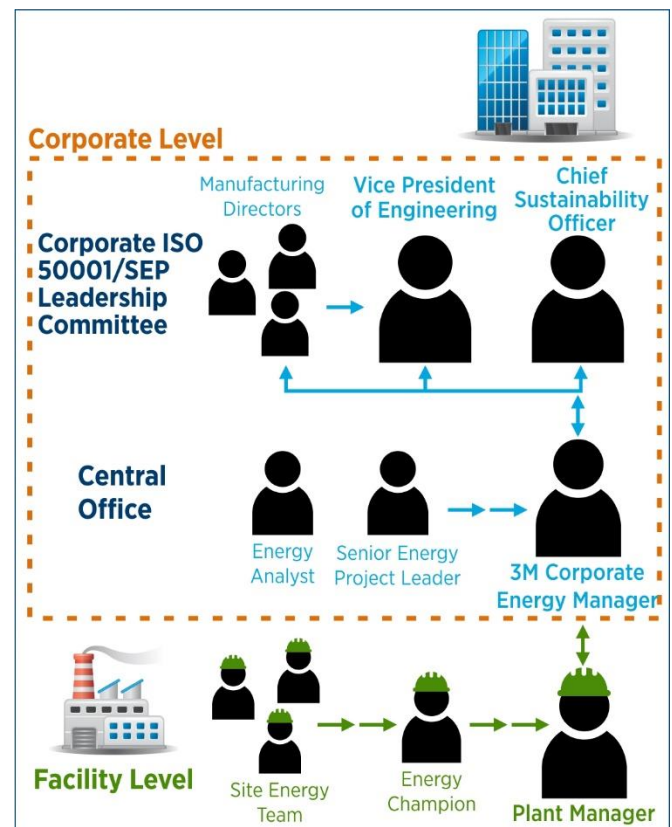 Corporate Level
Manufacturing
Directors
Vice President
of Engineering
Chief
Sustainability
Officer
Corporate ISO
50001/SEP
Leadership
Committee
Central
Office
Energy
Analyst
Senior Energy
Project Leader
3M Corporate
Energy Manager
Facility Level
Site Energy
Team
Energy
Champion
Plant Manager